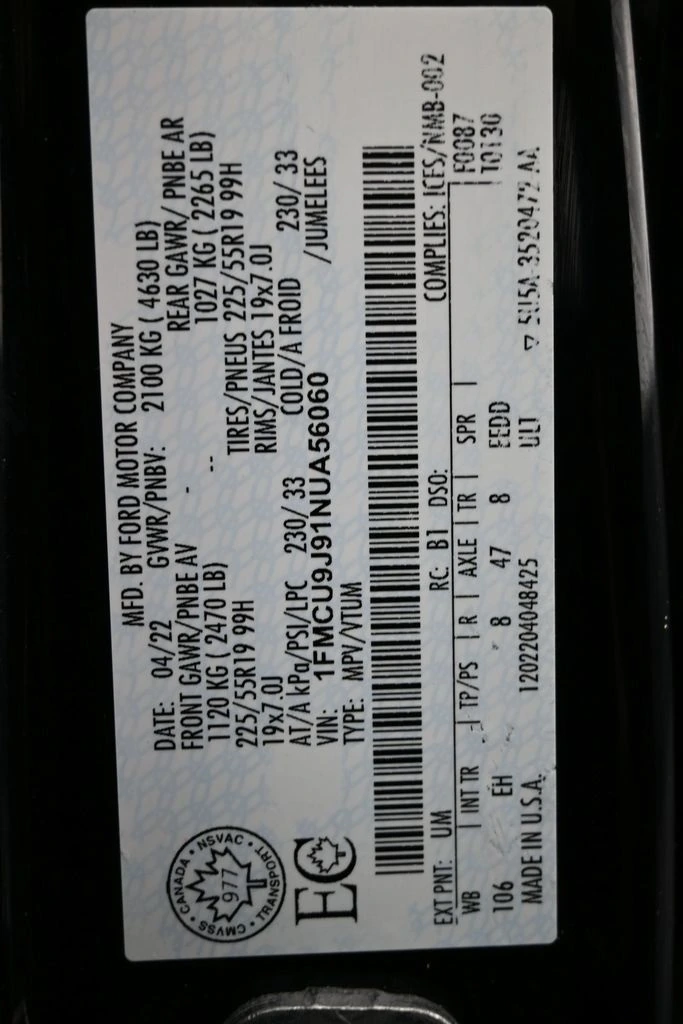 MFD. BY FORD MOTOR COMPANY
DATE: 04/22 GVWR/PNBV: 2100 KG ( 4630 LB)
FRONT GAWR/PNBE AV - REAR GAWR/ PNBE AR
1120 KG ( 2470 LB) -- 1027 KG ( 2265 LB)
225/55R19 99H TIRES/PNEUS 225/55R19 99H
19x7.0J RIMS/JANTES 19x7.0J
AT/A kPa/PSI/LPC 230/ 33 COLD/A FROID 230/ 33
VIN: 1FMCU9J91NUA56060 /JUMELEES
TYPE: MPV/VTUM
CANADA • NSVAC • TRANSPORT • CMVSS •
977
EC
EXT PNT: UM RC: B1 DSO: COMPLIES: ICES/NMB-002
WB INT TR TP/PS R AXLE TR SPR F0087
106 EH 8 47 8 EEDD T0130
MADE IN U.S.A. 1202204048425 ULT ▽ 5U5A-3520472-AA